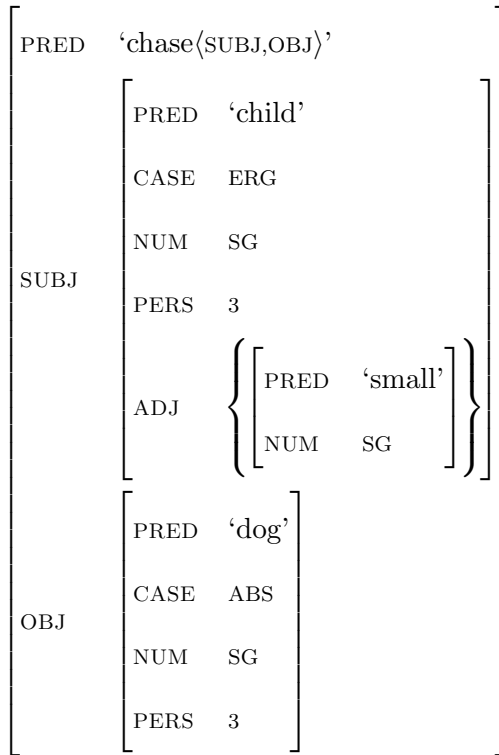 PRED ‘chase⟨SUBJ,OBJ⟩’
PRED ‘child’
CASE ERG
NUM SG
SUBJ
PERS 3
PRED ‘small’
ADJ
NUM SG
PRED ‘dog’
CASE ABS
OBJ
NUM SG
PERS 3